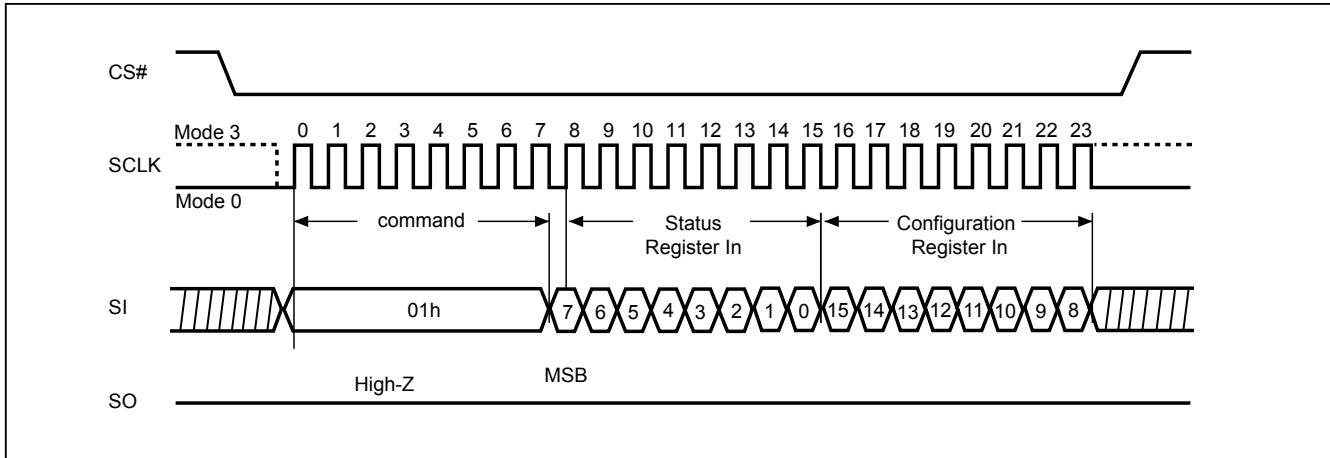 CS#
Mode 3
0 1 2 3 4 5 6 7 8 9 10 11 12 13 14 15 16 17 18 19 20 21 22 23
SCLK
Mode 0
command
Status
Register In
Configuration
Register In
SI
01h
7 6 5 4 3 2 1 0 15 14 13 12 11 10 9 8
High-Z
MSB
SO